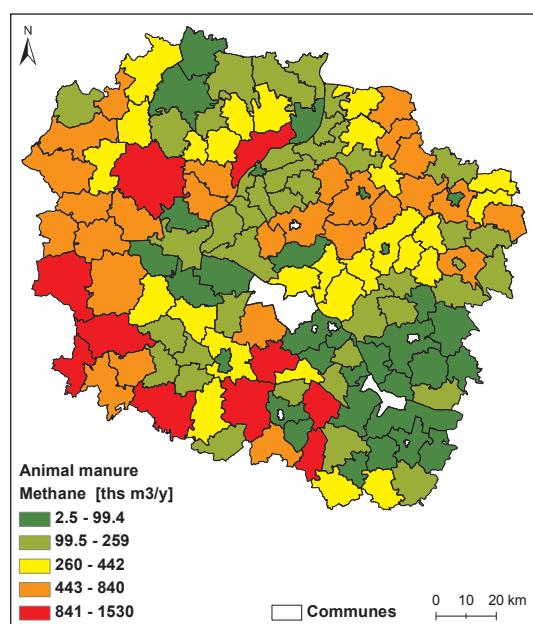 N
Animal manure
Methane [ths m3/y]
2.5 - 99.4
99.5 - 259
260 - 442
443 - 840
841 - 1530
Communes
0 10 20 km